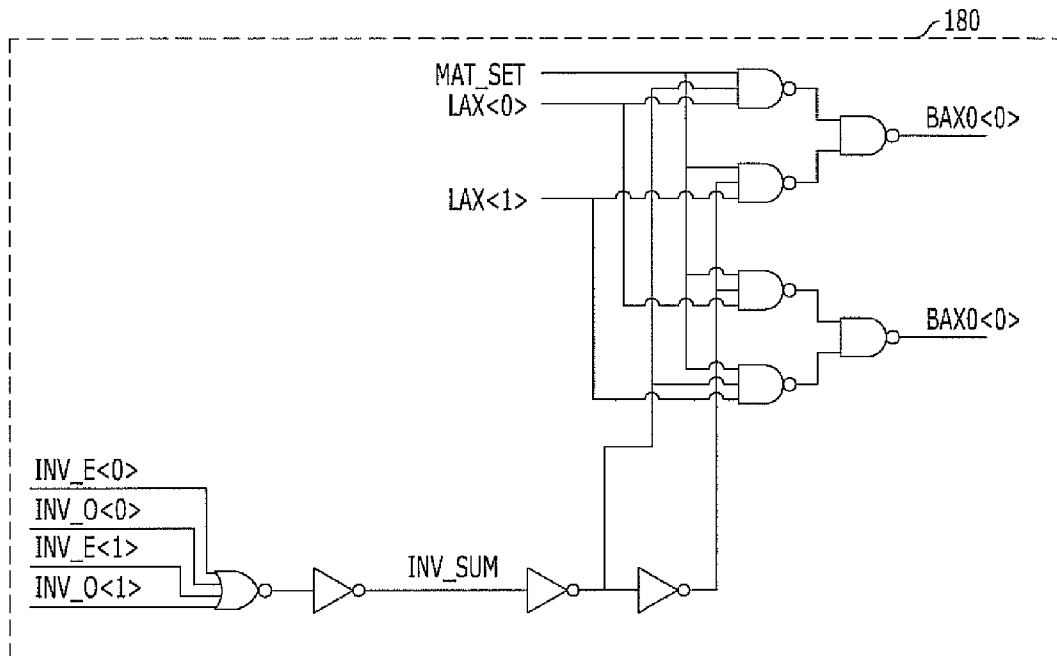 180
MAT_SET
LAX<0>
BAX0<0>
LAX<1>
BAX0<0>
INV_E<0>
INV_O<0>
INV_E<1>
INV_O<1>
INV_SUM